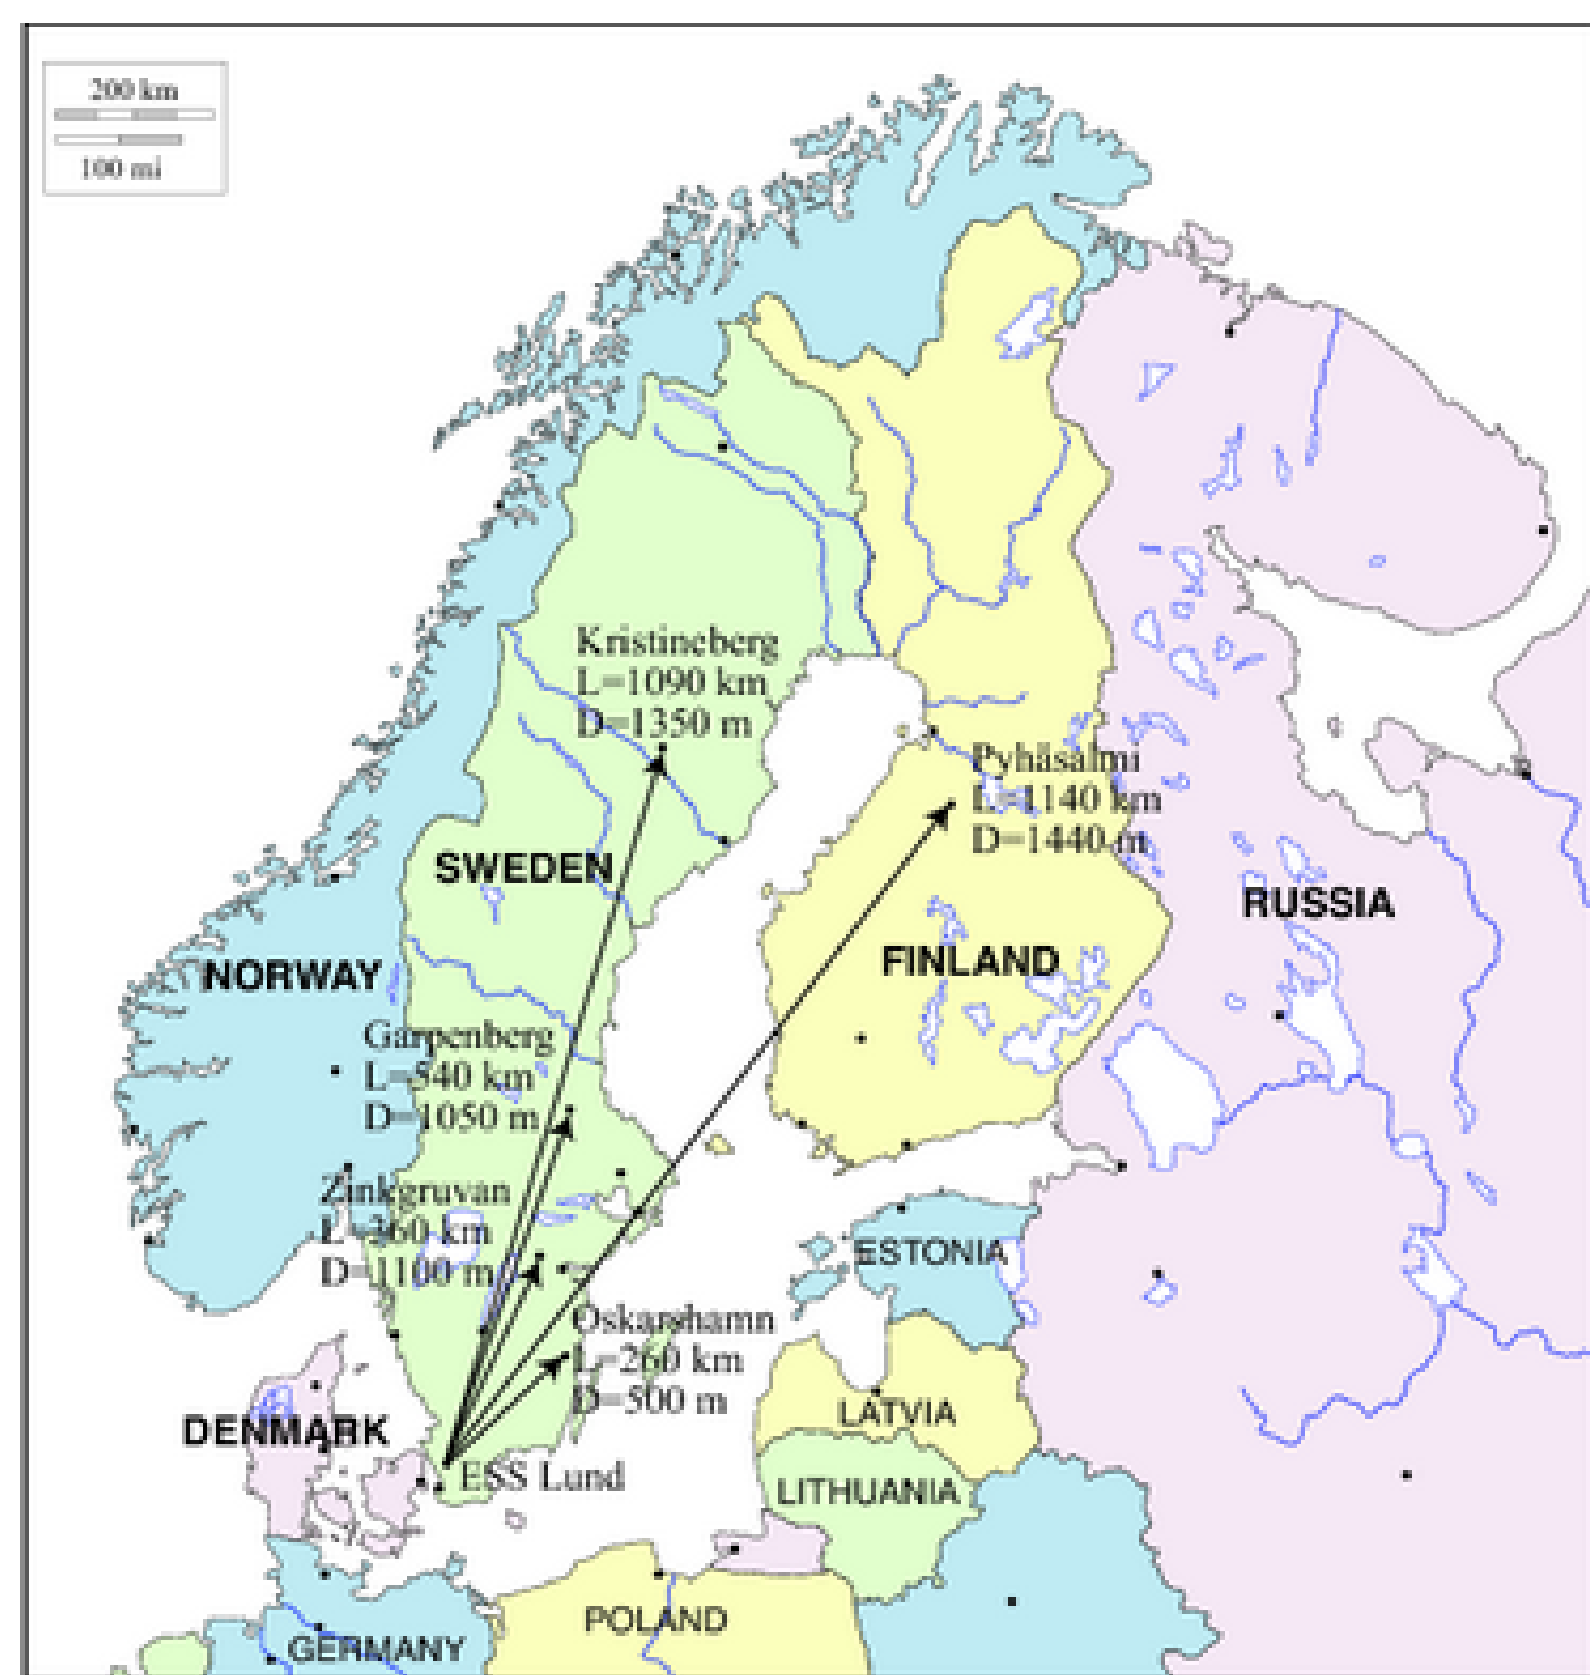 200 km
100 mi
Kristineberg
L=1090 km
D=1350 m
Pyhäsalmi
L=1140 km
D=1440 m
SWEDEN
RUSSIA
FINLAND
NORWAY
Garpenberg
L=540 km
D=1050 m
Zinkgruvan
L=360 km
D=1100 m
ESTONIA
Oskarshamn
L=260 km
D=500 m
LATVIA
DENMARK
ESS Lund
LITHUANIA
POLAND
GERMANY